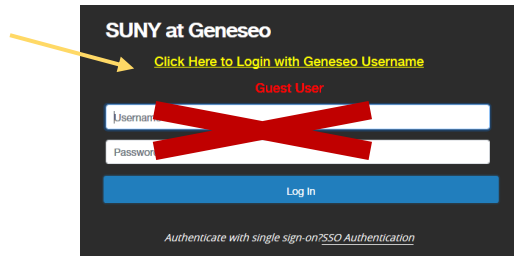 SUNY at Geneseo
Click Here to Login with Geneseo Username
Guest User
Log In
Authenticate with single sign-on?SSO Authentication